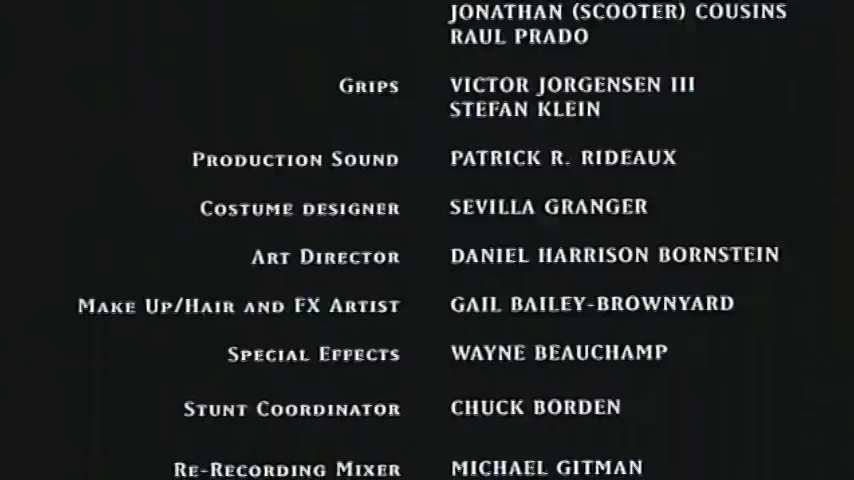 JONATHAN (SCOOTER) COUSINS
RAUL PRADO
GRIPS VICTOR JORGENSEN III
STEFAN KLEIN
PRODUCTION SOUND PATRICK R. RIDEAUX
COSTUME DESIGNER SEVILLA GRANGER
ART DIRECTOR DANIEL HARRISON BORNSTEIN
MAKE UP/HAIR AND FX ARTIST GAIL BAILEY-BROWNYARD
SPECIAL EFFECTS WAYNE BEAUCHAMP
STUNT COORDINATOR CHUCK BORDEN
RE-RECORDING MIXER MICHAEL GITMAN